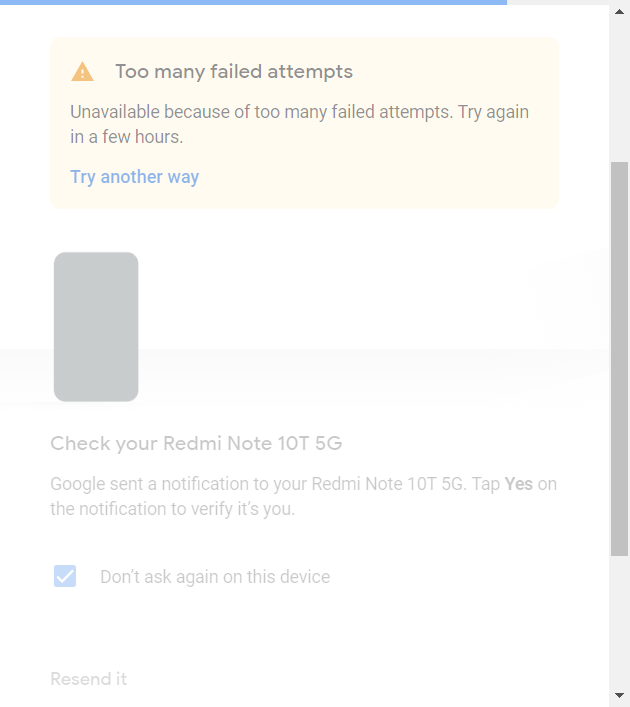 Too many failed attempts
Unavailable because of too many failed attempts. Try again
in a few hours.
Try another way
Check your Redmi Note 10T 5G
Google sent a notification to your Redmi Note 10T 5G. Tap Yes on
the notification to verify it’s you.
Don’t ask again on this device
Resend it